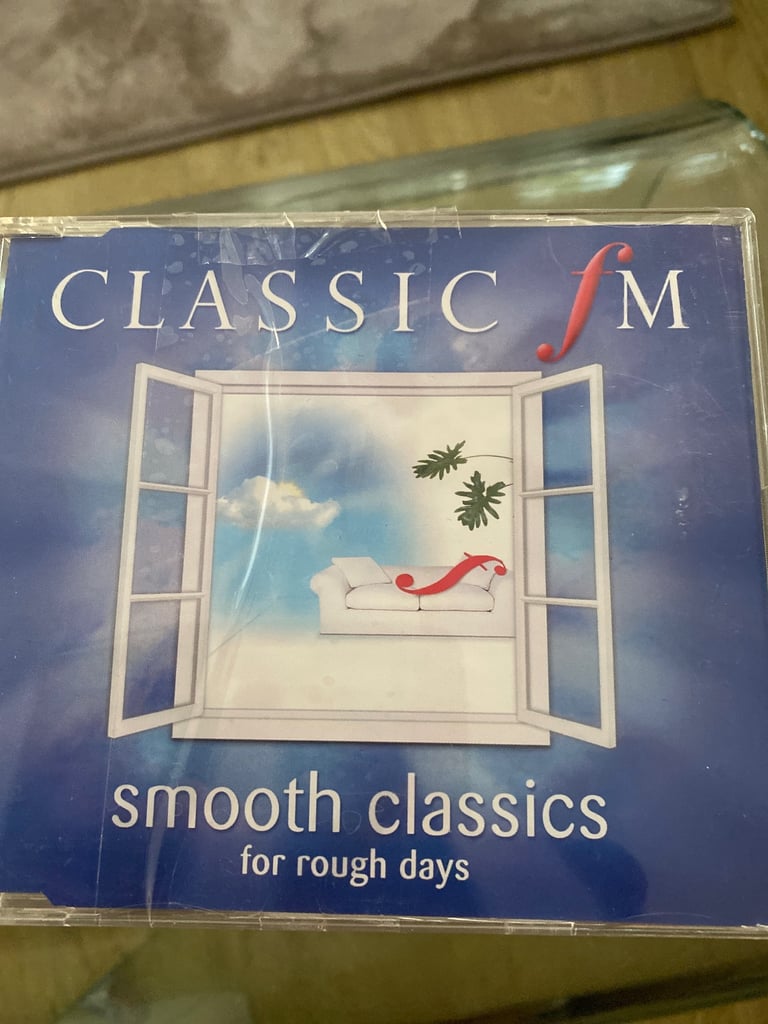 CLASSIC fM
smooth classics
for rough days